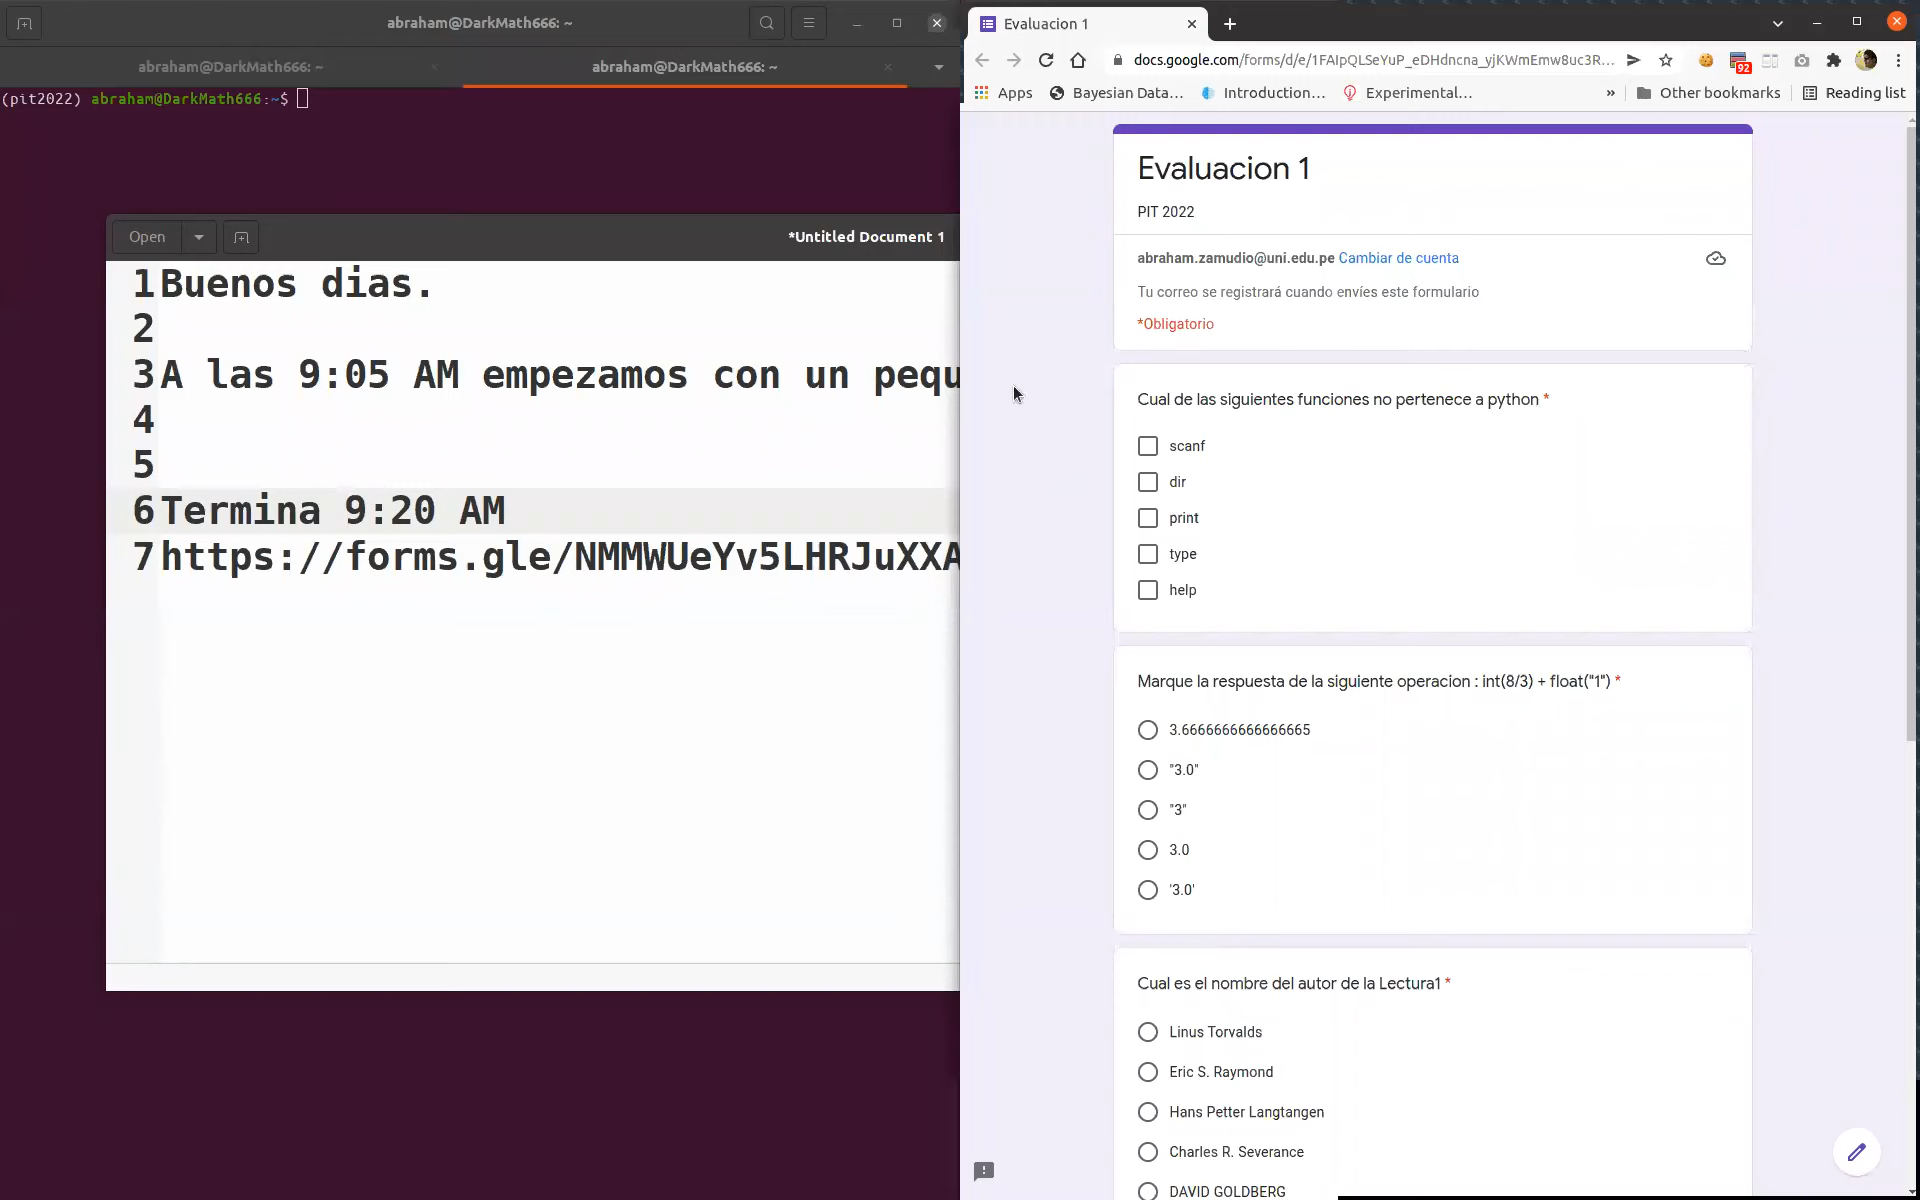 abraham@DarkMath666: ~
abraham@DarkMath666: ~
abraham@DarkMath666: ~
(pit2022) abraham@DarkMath666:~$
Open
*Untitled Document 1
1 Buenos dias.
2
3 A las 9:05 AM empezamos con un pequ
4
5
6 Termina 9:20 AM
7 https://forms.gle/NMMWUeYv5LHRJuXXA
Evaluacion 1
docs.google.com/forms/d/e/1FAIpQLSeYuP_eDHdncna_yjKWmEmw8uc3R...
92
Apps
Bayesian Data...
Introduction...
Experimental...
»
Other bookmarks
Reading list
Evaluacion 1
PIT 2022
abraham.zamudio@uni.edu.pe Cambiar de cuenta
Tu correo se registrará cuando envíes este formulario
*Obligatorio
Cual de las siguientes funciones no pertenece a python *
scanf
dir
print
type
help
Marque la respuesta de la siguiente operacion : int(8/3) + float("1") *
3.6666666666666665
"3.0"
"3"
3.0
'3.0'
Cual es el nombre del autor de la Lectura1 *
Linus Torvalds
Eric S. Raymond
Hans Petter Langtangen
Charles R. Severance
DAVID GOLDBERG